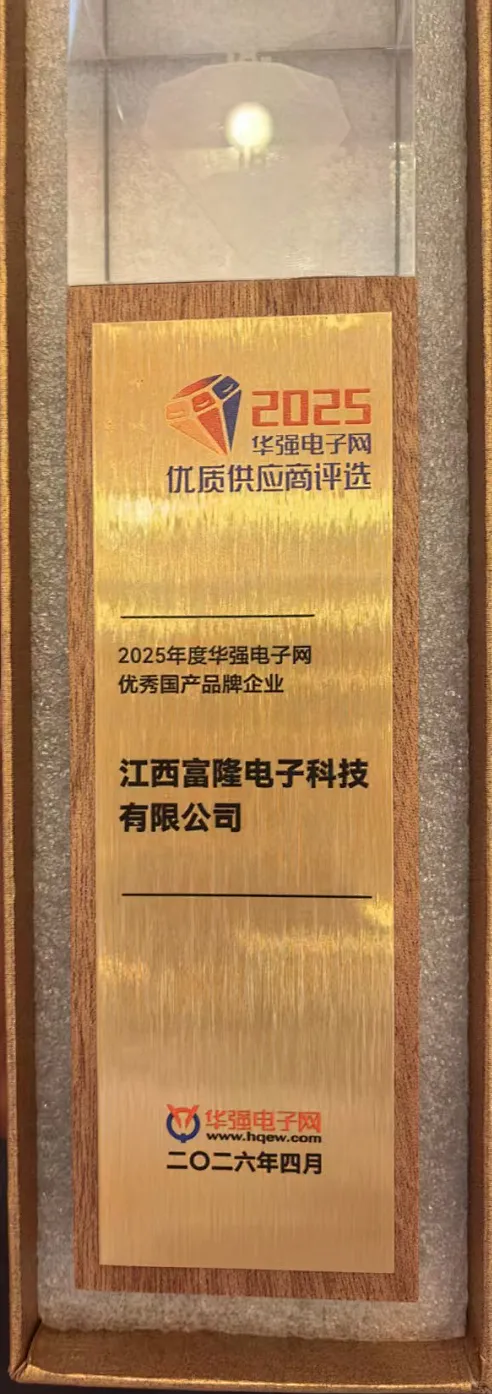 2025
华强电子网
优质供应商评选
2025年度华强电子网
优秀国产品牌企业
江西富隆电子科技
有限公司
华强电子网
www.hqew.com
二〇二六年四月